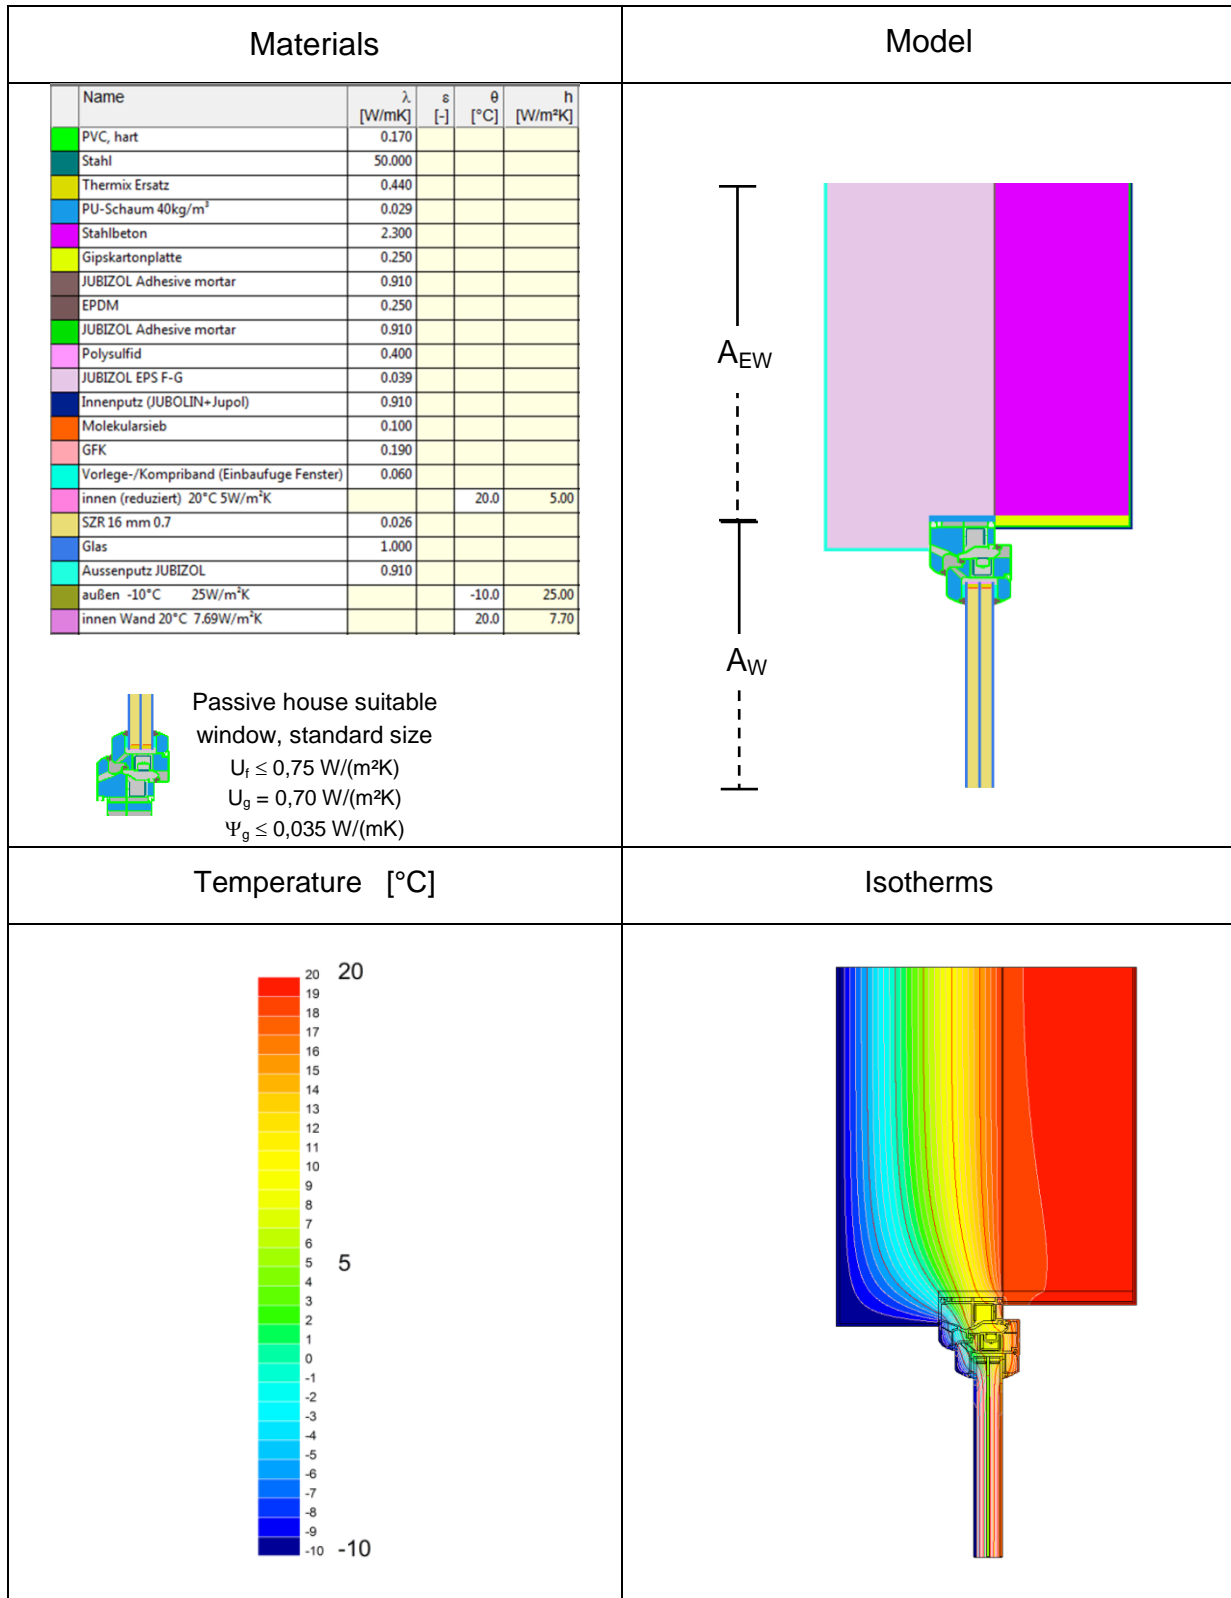 Materials
Model
Name λ ε θ h
[W/mK] [-] [°C] [W/m²K]
PVC, hart 0.170
Stahl 50.000
Thermix Ersatz 0.440
PU-Schaum 40kg/m³ 0.029
Stahlbeton 2.300
Gipskartonplatte 0.250
JUBIZOL Adhesive mortar 0.910
EPDM 0.250
JUBIZOL Adhesive mortar 0.910
Polysulfid 0.400
JUBIZOL EPS F-G 0.039
Innenputz (JUBOLIN+Jupol) 0.910
Molekularsieb 0.100
GFK 0.190
Vorlege-/Kompriband (Einbaufuge Fenster) 0.060
innen (reduziert) 20°C 5W/m²K 20.0 5.00
SZR 16 mm 0.7 0.026
Glas 1.000
Aussenputz JUBIZOL 0.910
außen -10°C 25W/m²K -10.0 25.00
innen Wand 20°C 7.69W/m²K 20.0 7.70
Passive house suitable
window, standard size
Uf ≤ 0,75 W/(m²K)
Ug = 0,70 W/(m²K)
Ψg ≤ 0,035 W/(mK)
AEW
AW
Temperature [°C]
Isotherms
20 20
19
18
17
16
15
14
13
12
11
10
9
8
7
6
5 5
4
3
2
1
0
-1
-2
-3
-4
-5
-6
-7
-8
-9
-10 -10